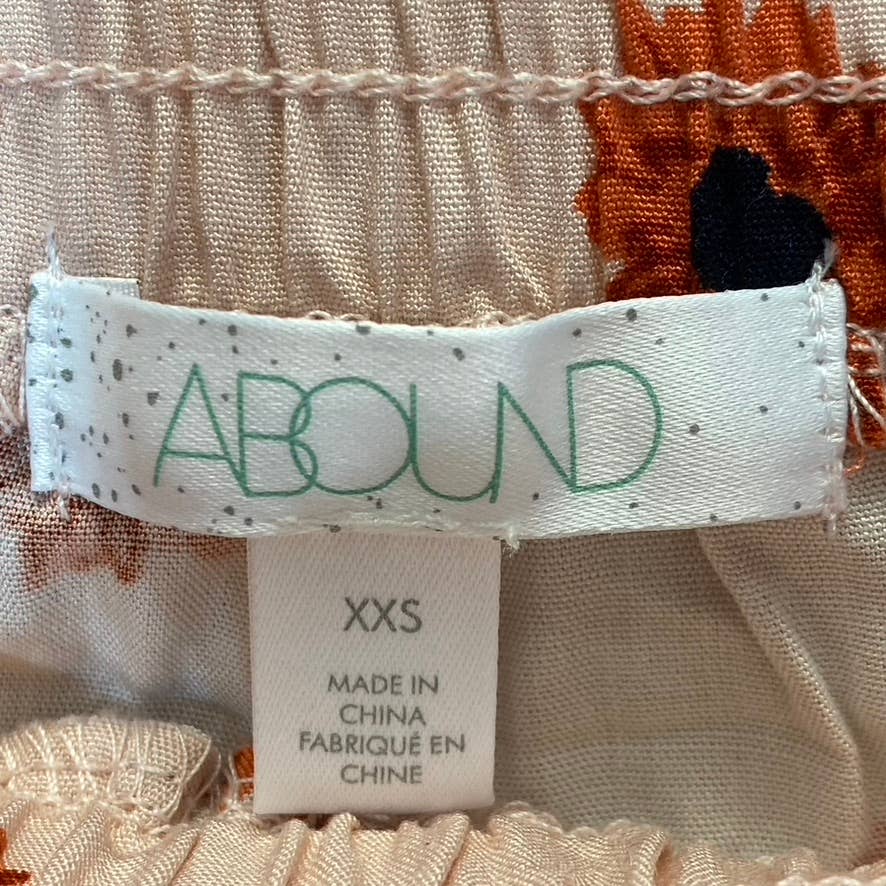 ABOUND
XXS
MADE IN
CHINA
FABRIQUÉ EN
CHINE